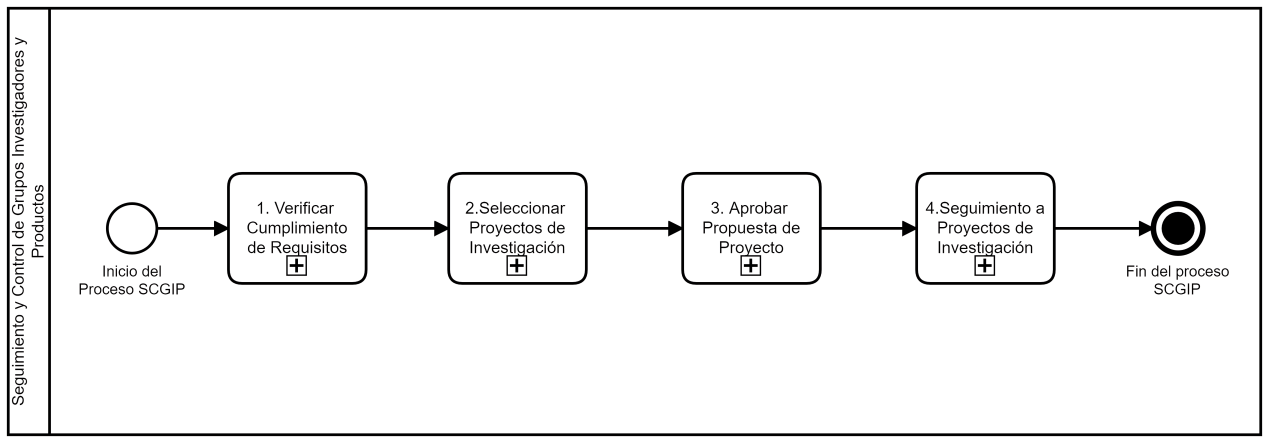 Seguimiento y Control de Grupos Investigadores y
Productos
Inicio del
Proceso SCGIP
1. Verificar
Cumplimiento
de Requisitos
2.Seleccionar
Proyectos de
Investigación
3. Aprobar
Propuesta de
Proyecto
4.Seguimiento a
Proyectos de
Investigación
Fin del proceso
SCGIP